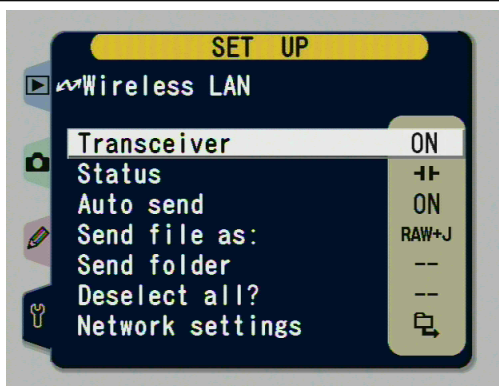 SET UP
Wireless LAN
Transceiver ON
Status
Auto send ON
Send file as: RAW+J
Send folder --
Deselect all? --
Network settings